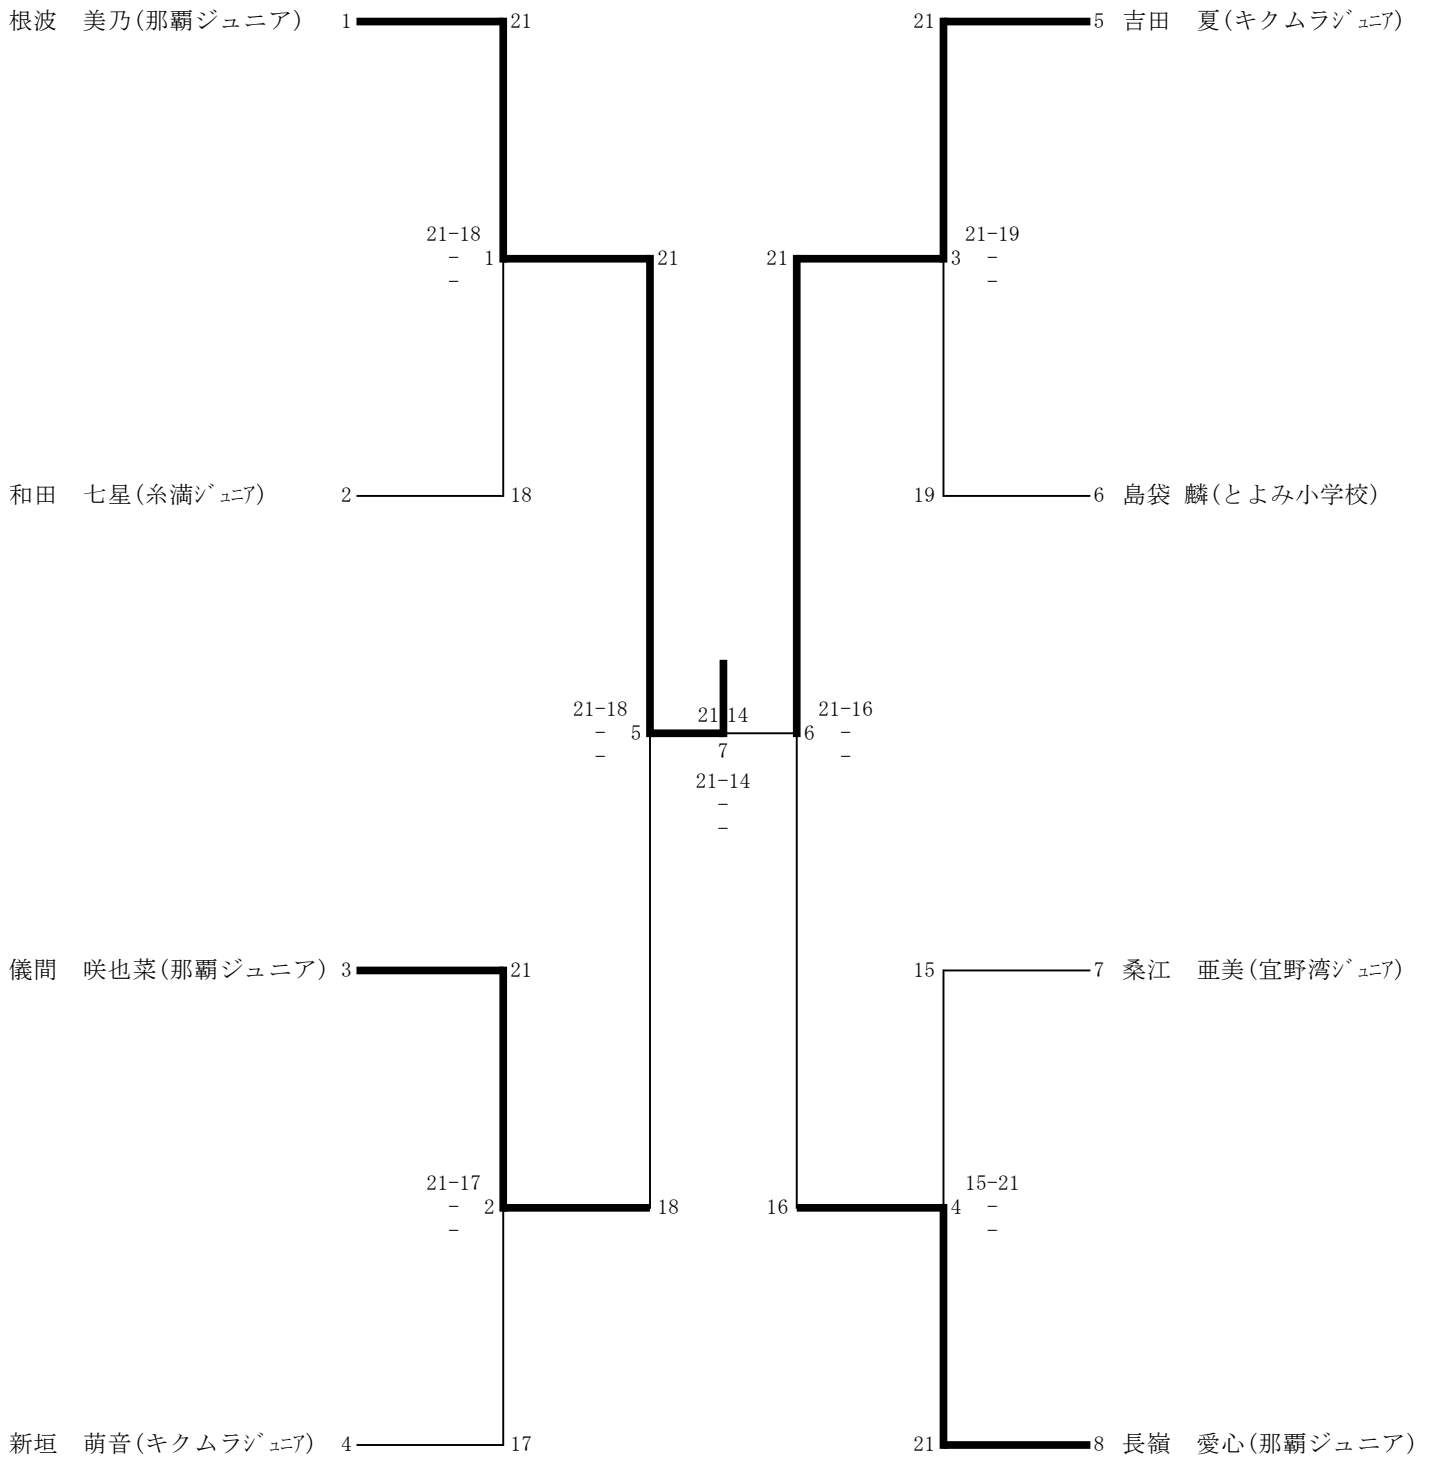 根波　美乃(那覇ジュニア) 1 21 21 5 吉田　夏(キクムラジュニア)
21-18 21-19
- 1 21 21 3 -
- -
和田　七星(糸満ジュニア) 2 18 19 6 島袋 麟(とよみ小学校)
21-18 21 14 21-16
- 5 6 -
- 7 -
21-14
-
-
儀間　咲也菜(那覇ジュニア) 3 21 15 7 桑江　亜美(宜野湾ジュニア)
21-17 15-21
- 2 18 16 4 -
- -
新垣　萌音(キクムラジュニア) 4 17 21 8 長嶺　愛心(那覇ジュニア)